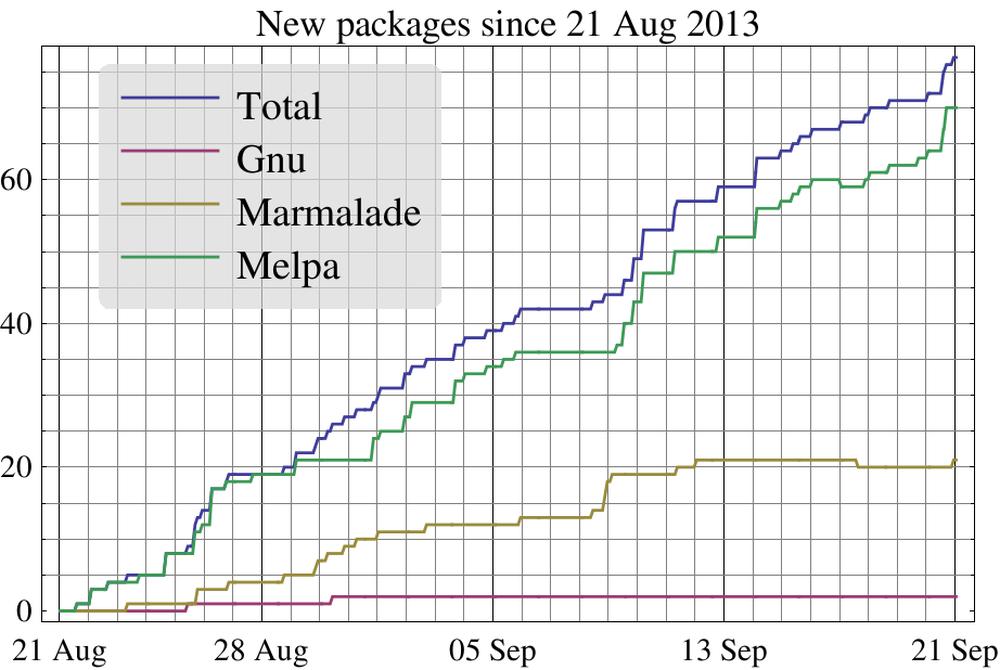 New packages since 21 Aug 2013
Total
Gnu
Marmalade
Melpa
60
40
20
0
21 Aug 28 Aug 05 Sep 13 Sep 21 Sep